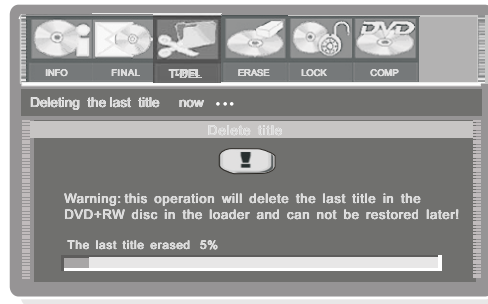 DVD
INFO FINAL T-DEL ERASE LOCK COMP
Deleting the last title now •••
Delete title
!
Warning: this operation will delete the last title in the
DVD+RW disc in the loader and can not be restored later!
The last title erased 5%